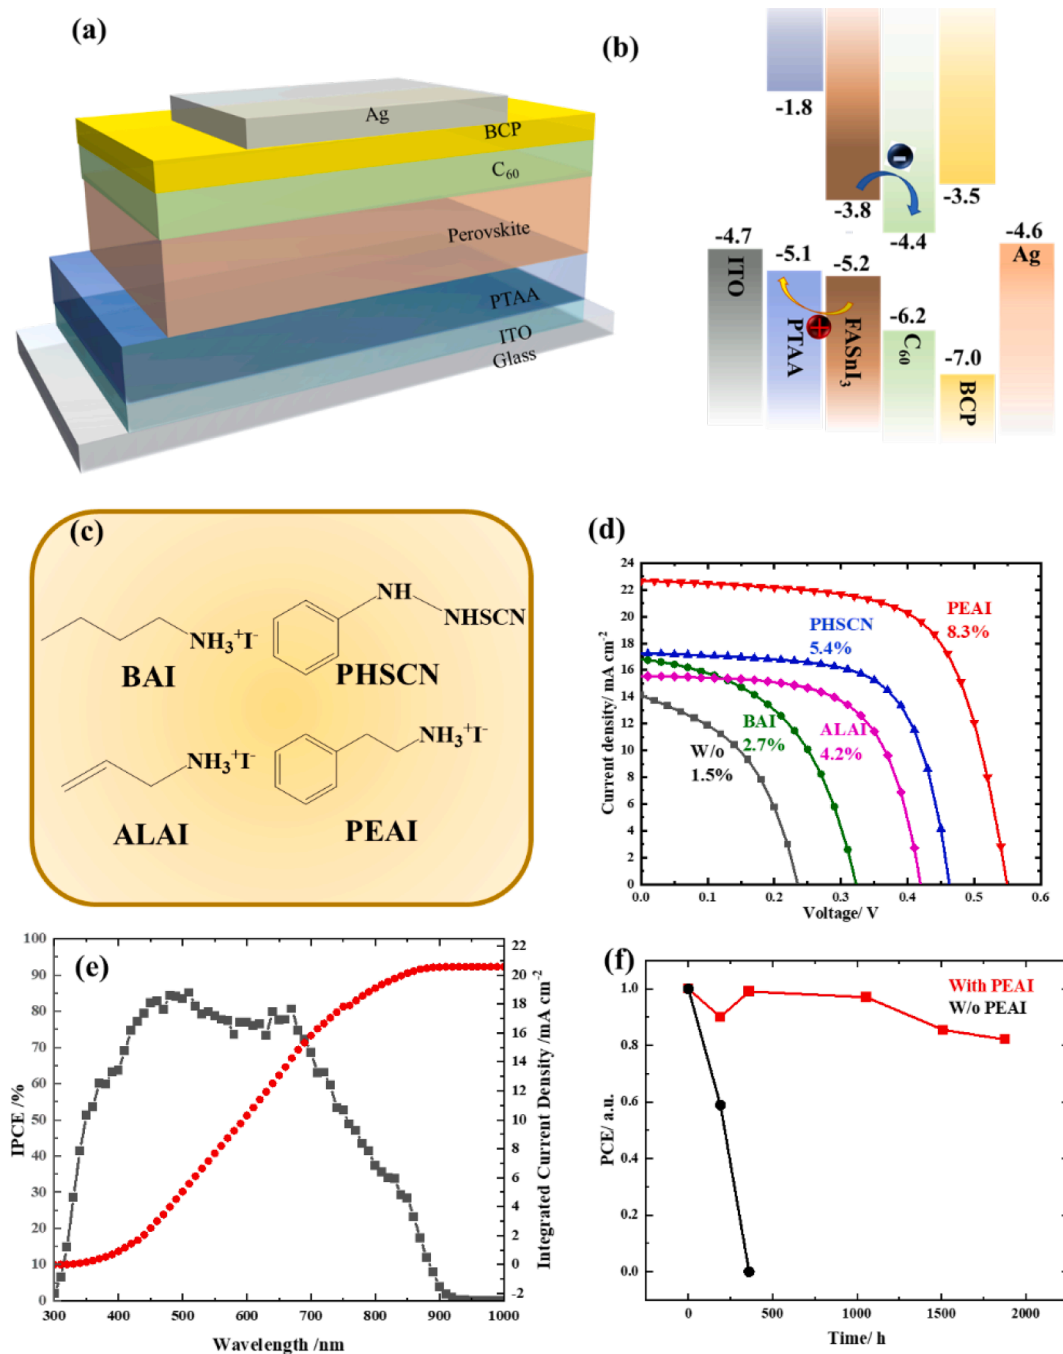 (a)
Ag
BCP
C60
Perovskite
PTAA
ITO
Glass
(b)
-1.8
-3.8
-3.5
-4.7
-5.1
-5.2
-4.4
-4.6
-6.2
-7.0
ITO
PTAA
FASnI3
C60
BCP
Ag
(c)
NH3+I-
BAI
NH
NHSCN
PHSCN
NH3+I-
ALAI
NH3+I-
PEAI
(d)
Current density/ mA cm-2
24
22
20
18
16
14
12
10
8
6
4
2
0
PEAI
8.3%
PHSCN
5.4%
BAI
2.7%
ALAI
4.2%
W/o
1.5%
0.0 0.1 0.2 0.3 0.4 0.5 0.6
Voltage/ V
(e)
IPCE /%
100
90
80
70
60
50
40
30
20
10
0
Integrated Current Density /mA cm-2
22
20
18
16
14
12
10
8
6
4
2
0
-2
300 400 500 600 700 800 900 1000
Wavelength /nm
(f)
With PEAI
W/o PEAI
PCE/ a.u.
1.0
0.8
0.6
0.4
0.2
0.0
0 500 1000 1500 2000
Time/ h